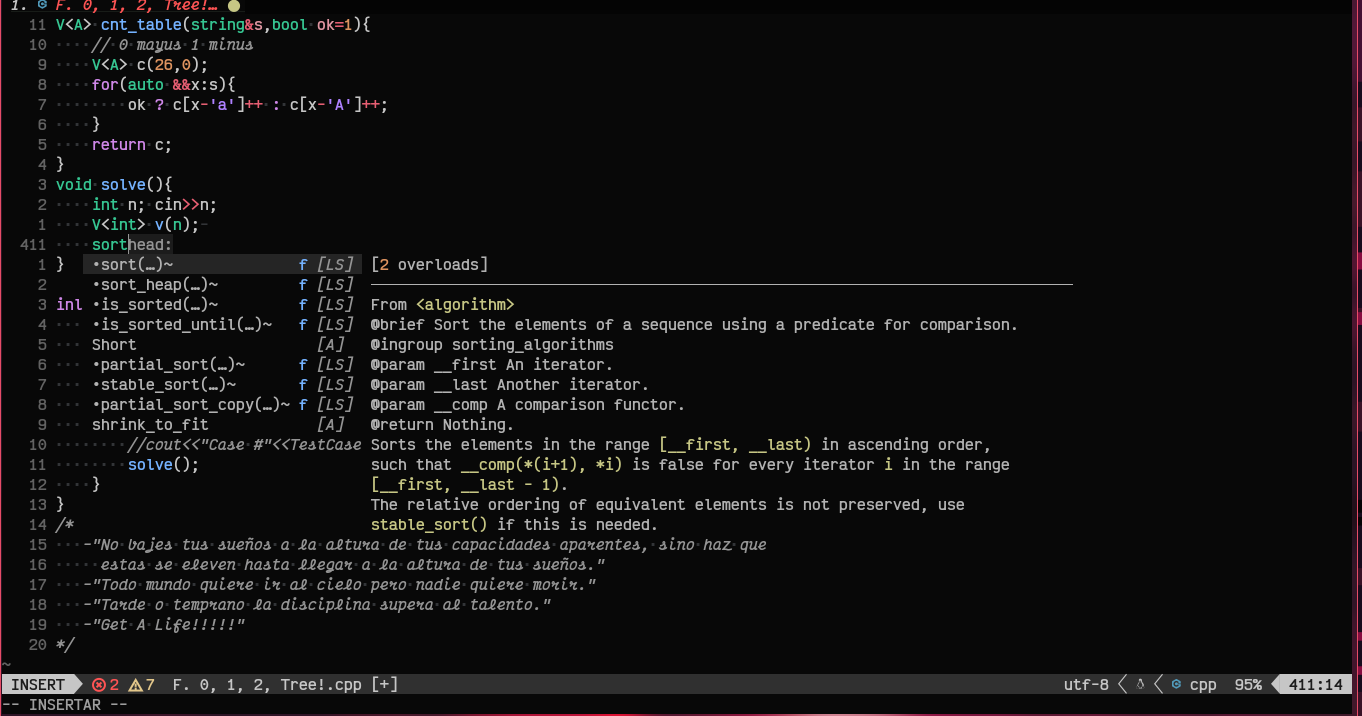 1. F. 0, 1, 2, Tree!…
11 V<A> cnt_table(string&s,bool ok=1){
10 // 0 mayus 1 minus
9 V<A> c(26,0);
8 for(auto &&x:s){
7 ok ? c[x-'a']++ : c[x-'A']++;
6 }
5 return c;
4 }
3 void solve(){
2 int n; cin>>n;
1 V<int> v(n);
411 sorthead:
1 } •sort(…)~ f [LS] [2 overloads]
2 •sort_heap(…)~ f [LS]
3 inl •is_sorted(…)~ f [LS] From <algorithm>
4 •is_sorted_until(…)~ f [LS] @brief Sort the elements of a sequence using a predicate for comparison.
5 Short [A] @ingroup sorting_algorithms
6 •partial_sort(…)~ f [LS] @param __first An iterator.
7 •stable_sort(…)~ f [LS] @param __last Another iterator.
8 •partial_sort_copy(…)~ f [LS] @param __comp A comparison functor.
9 shrink_to_fit [A] @return Nothing.
10 //cout<<"Case #"<<TestCase Sorts the elements in the range [__first, __last) in ascending order,
11 solve(); such that __comp(*(i+1), *i) is false for every iterator i in the range
12 } [__first, __last - 1).
13 } The relative ordering of equivalent elements is not preserved, use
14 /* stable_sort() if this is needed.
15 -"No bajes tus sueños a la altura de tus capacidades aparentes, sino haz que
16 estas se eleven hasta llegar a la altura de tus sueños."
17 -"Todo mundo quiere ir al cielo pero nadie quiere morir."
18 -"Tarde o temprano la disciplina supera al talento."
19 -"Get A Life!!!!!"
20 */
~
INSERT 2 7 F. 0, 1, 2, Tree!.cpp [+] utf-8 cpp 95% 411:14
-- INSERTAR --